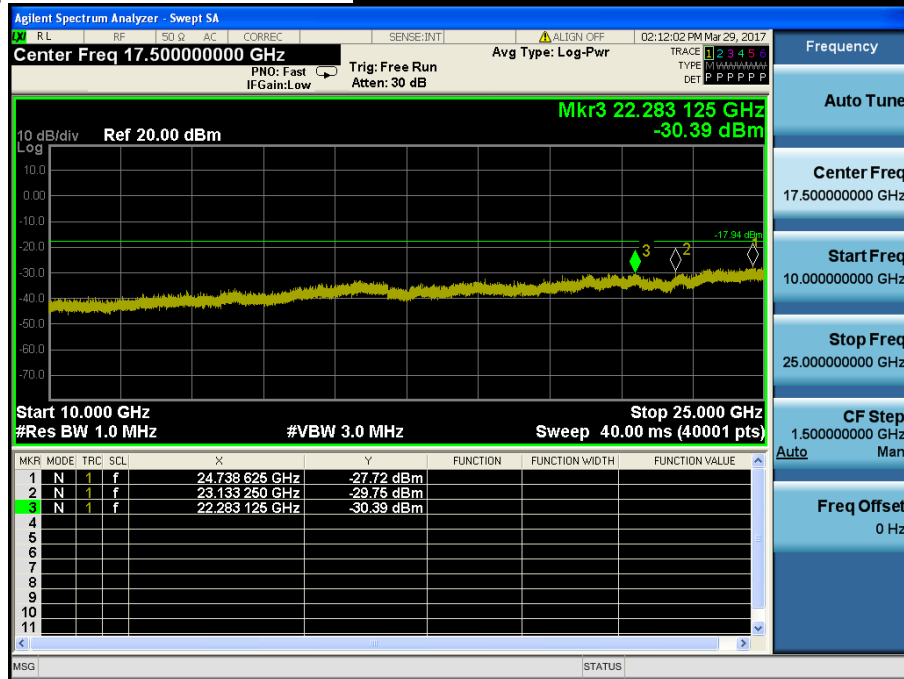 Agilent Spectrum Analyzer - Swept SA
LXI RL RF 50 Ω AC CORREC SENSE:INT ALIGN OFF 02:12:02 PM Mar 29, 2017
Center Freq 17.500000000 GHz
PNO: Fast
IFGain:Low
Trig: Free Run
Atten: 30 dB
Avg Type: Log-Pwr
TRACE 1 2 3 4 5 6
TYPE M WWWWW
DET P P P P P P
Mkr3 22.283 125 GHz
-30.39 dBm
10 dB/div Ref 20.00 dBm
Log
10.0
0.00
-10.0
-20.0
-30.0
-40.0
-50.0
-60.0
-70.0
-17.94 dBm
3
2
1
Start 10.000 GHz
Stop 25.000 GHz
#Res BW 1.0 MHz
#VBW 3.0 MHz
Sweep 40.00 ms (40001 pts)
MKR MODE TRC SCL X Y FUNCTION FUNCTION WIDTH FUNCTION VALUE
1 N 1 f 24.738 625 GHz -27.72 dBm
2 N 1 f 23.133 250 GHz -29.75 dBm
3 N 1 f 22.283 125 GHz -30.39 dBm
4
5
6
7
8
9
10
11
MSG
STATUS
Frequency
Auto Tune
Center Freq
17.500000000 GHz
Start Freq
10.000000000 GHz
Stop Freq
25.000000000 GHz
CF Step
1.500000000 GHz
Auto Man
Freq Offset
0 Hz